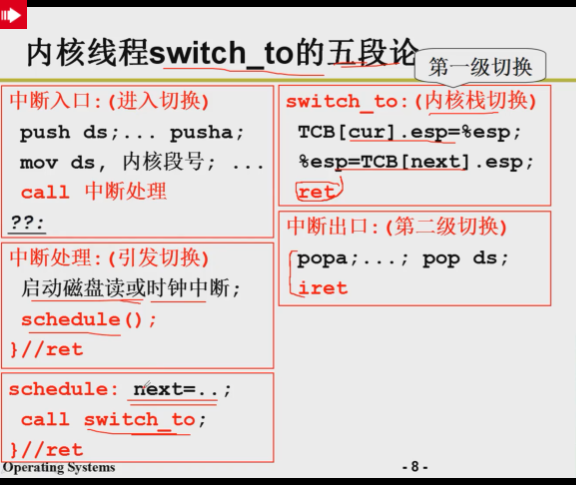 内核线程switch_to的五段论
第一级切换
中断入口:(进入切换)
push ds;... pusha;
mov ds, 内核段号; ...
call 中断处理
??:
中断处理:(引发切换)
启动磁盘读或时钟中断;
schedule();
}//ret
schedule: next=..;
call switch_to;
}//ret
switch_to:(内核栈切换)
TCB[cur].esp=%esp;
%esp=TCB[next].esp;
ret
中断出口:(第二级切换)
popa;...; pop ds;
iret
Operating Systems
- 8 -